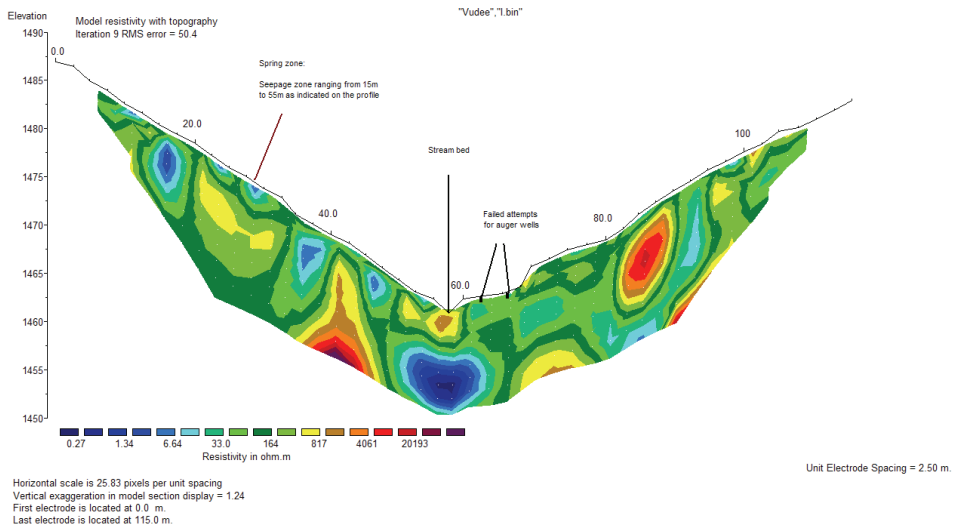 "Vudee","I.bin"
Elevation
Model resistivity with topography
Iteration 9 RMS error = 50.4
1490
0.0
Spring zone:
Seepage zone ranging from 15m
to 55m as indicated on the profile
1485
1480
20.0
100
Stream bed
1475
40.0
Failed attempts
for auger wells
80.0
1470
1465
60.0
1460
1455
1450
0.27 1.34 6.64 33.0 164 817 4061 20193
Resistivity in ohm.m
Unit Electrode Spacing = 2.50 m.
Horizontal scale is 25.83 pixels per unit spacing
Vertical exaggeration in model section display = 1.24
First electrode is located at 0.0 m.
Last electrode is located at 115.0 m.